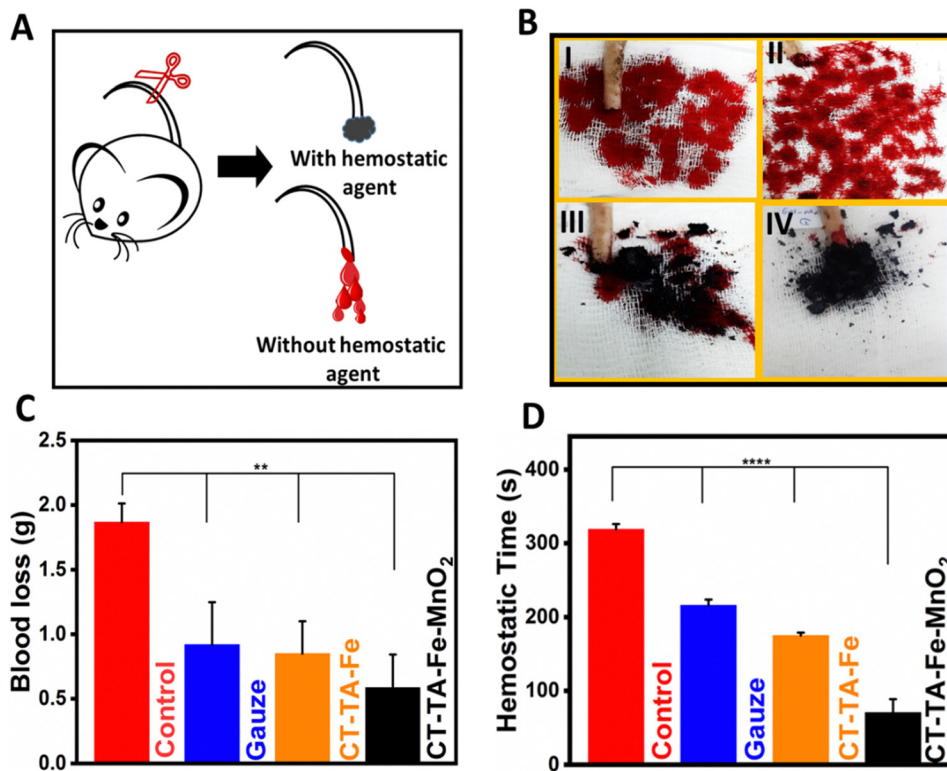 A
With hemostatic
agent
Without hemostatic
agent
B
I
II
III
IV
C
Blood loss (g)
2.5
2.0
1.5
1.0
0.5
0.0
**
Control
Gauze
CT-TA-Fe
CT-TA-Fe-MnO₂
D
Hemostatic Time (s)
400
300
200
100
0
****
Control
Gauze
CT-TA-Fe
CT-TA-Fe-MnO₂